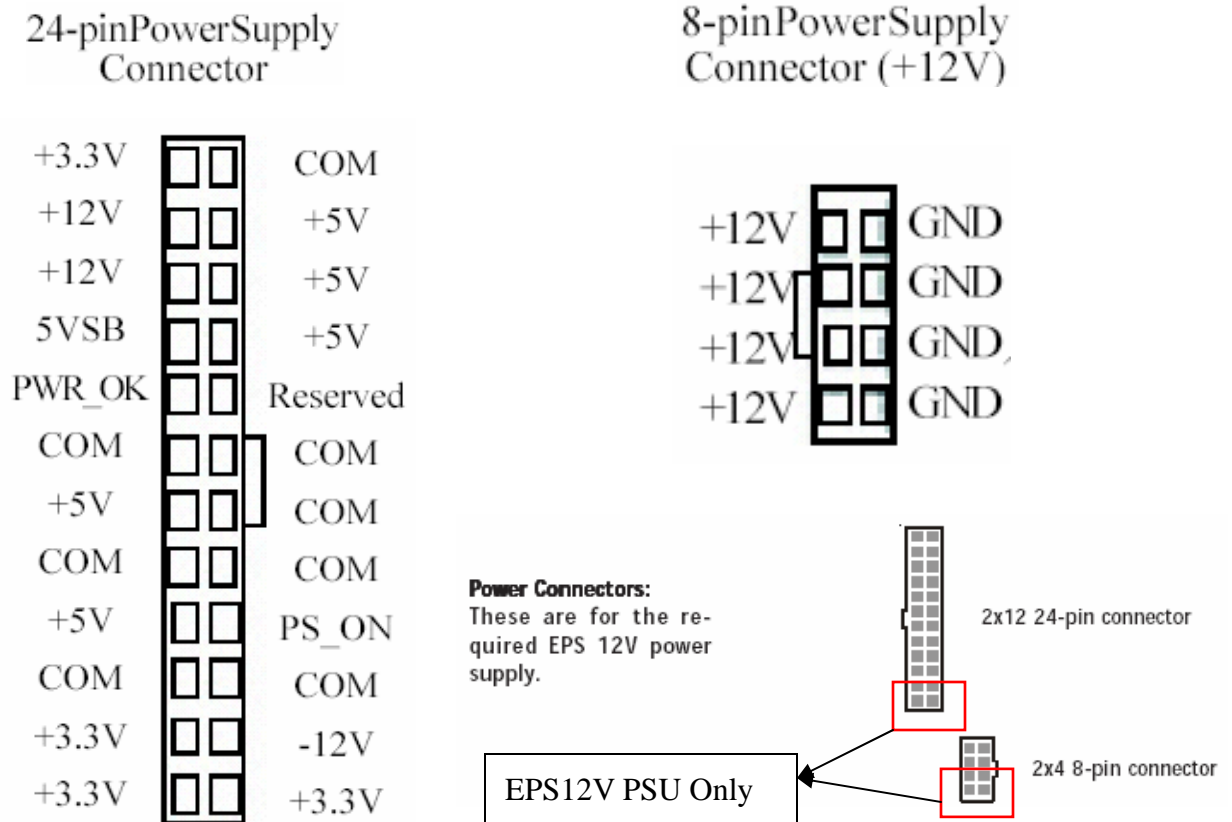 24-pinPowerSupply
Connector
+3.3V COM
+12V +5V
+12V +5V
5VSB +5V
PWR_OK Reserved
COM COM
+5V COM
COM COM
+5V PS_ON
COM COM
+3.3V -12V
+3.3V +3.3V
8-pinPowerSupply
Connector (+12V)
+12V GND
+12V GND
+12V GND
+12V GND
Power Connectors:
These are for the re-
quired EPS 12V power
supply.
2x12 24-pin connector
2x4 8-pin connector
EPS12V PSU Only